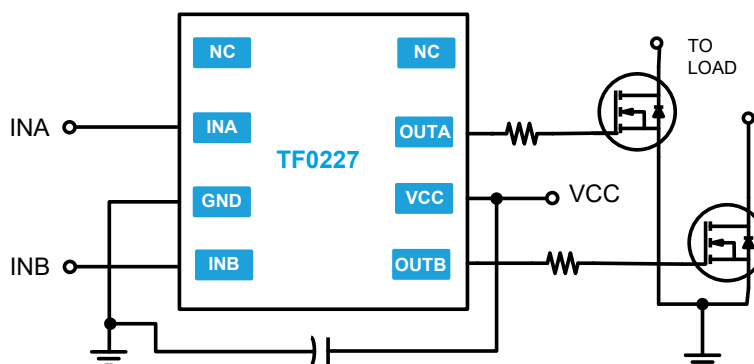 NC
NC
TO
LOAD
INA
INA
OUTA
TF0227
GND
VCC
VCC
INB
INB
OUTB